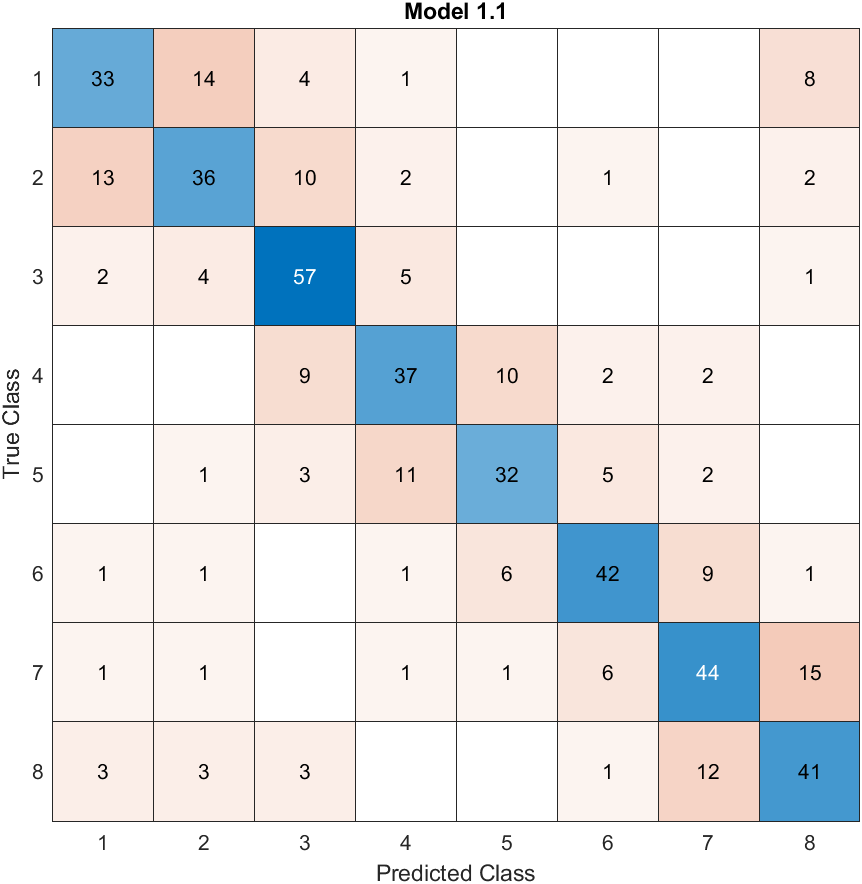 Model 1.1
1 33 14 4 1 8
2 13 36 10 2 1 2
3 2 4 57 5 1
4 9 37 10 2 2
5 1 3 11 32 5 2
6 1 1 1 6 42 9 1
7 1 1 1 1 6 44 15
8 3 3 3 1 12 41
1 2 3 4 5 6 7 8
True Class
Predicted Class